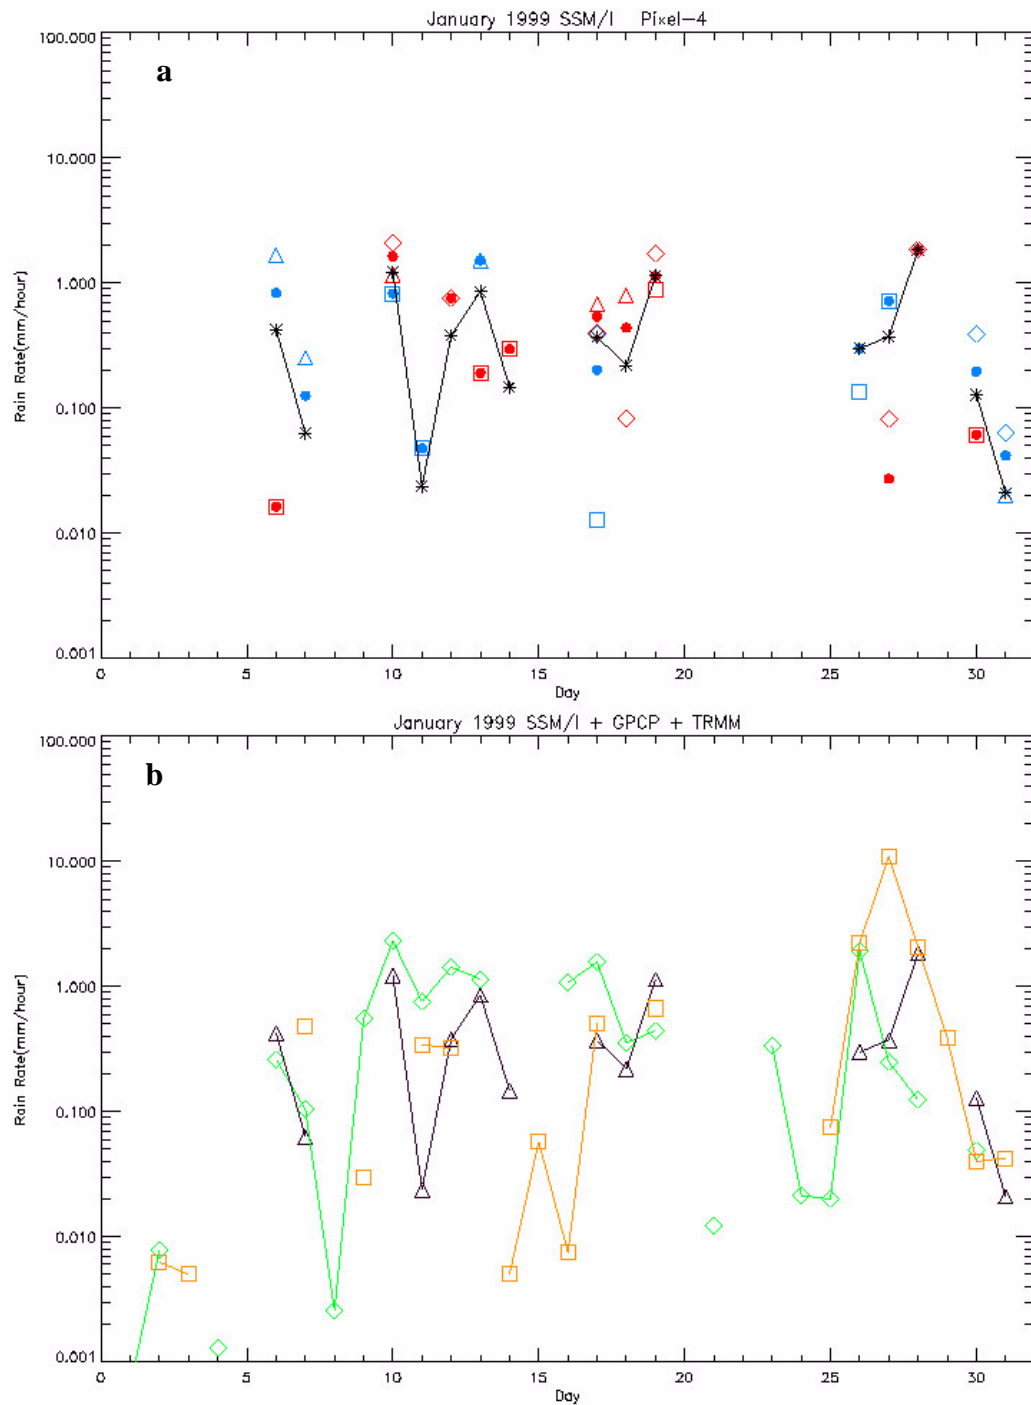 January 1999 SSM/I Pixel-4
100.000
a
10.000
1.000
0.100
0.010
0.001
Rain Rate(mm/hour)
0 5 10 15 20 25 30
Day
January 1999 SSM/I + GPCP + TRMM
100.000
b
10.000
1.000
0.100
0.010
0.001
Rain Rate(mm/hour)
0 5 10 15 20 25 30
Day